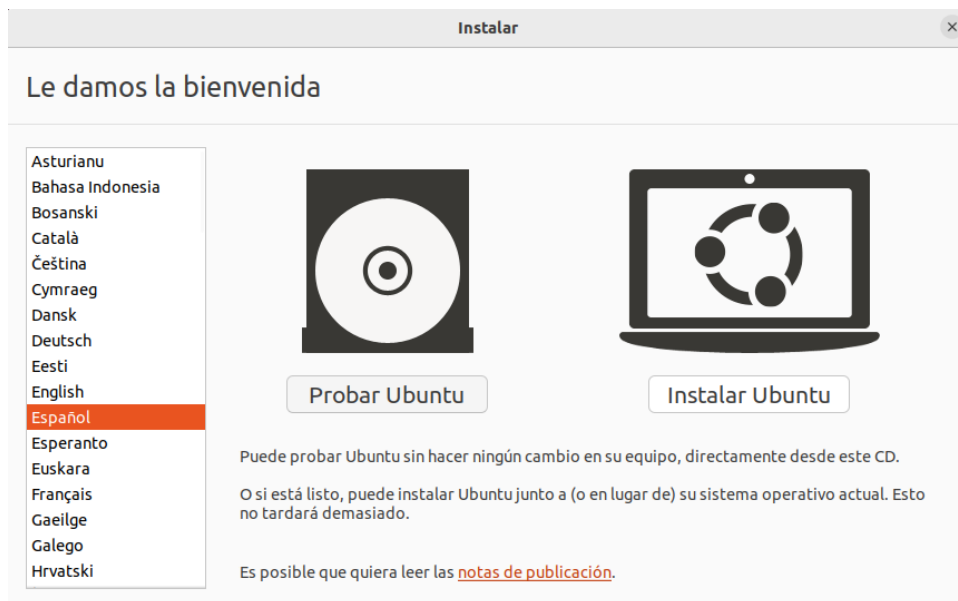 Instalar
Le damos la bienvenida
Asturianu
Bahasa Indonesia
Bosanski
Català
Čeština
Cymraeg
Dansk
Deutsch
Eesti
English
Español
Esperanto
Euskara
Français
Gaeilge
Galego
Hrvatski
Probar Ubuntu
Instalar Ubuntu
Puede probar Ubuntu sin hacer ningún cambio en su equipo, directamente desde este CD.
O si está listo, puede instalar Ubuntu junto a (o en lugar de) su sistema operativo actual. Esto
no tardará demasiado.
Es posible que quiera leer las notas de publicación.